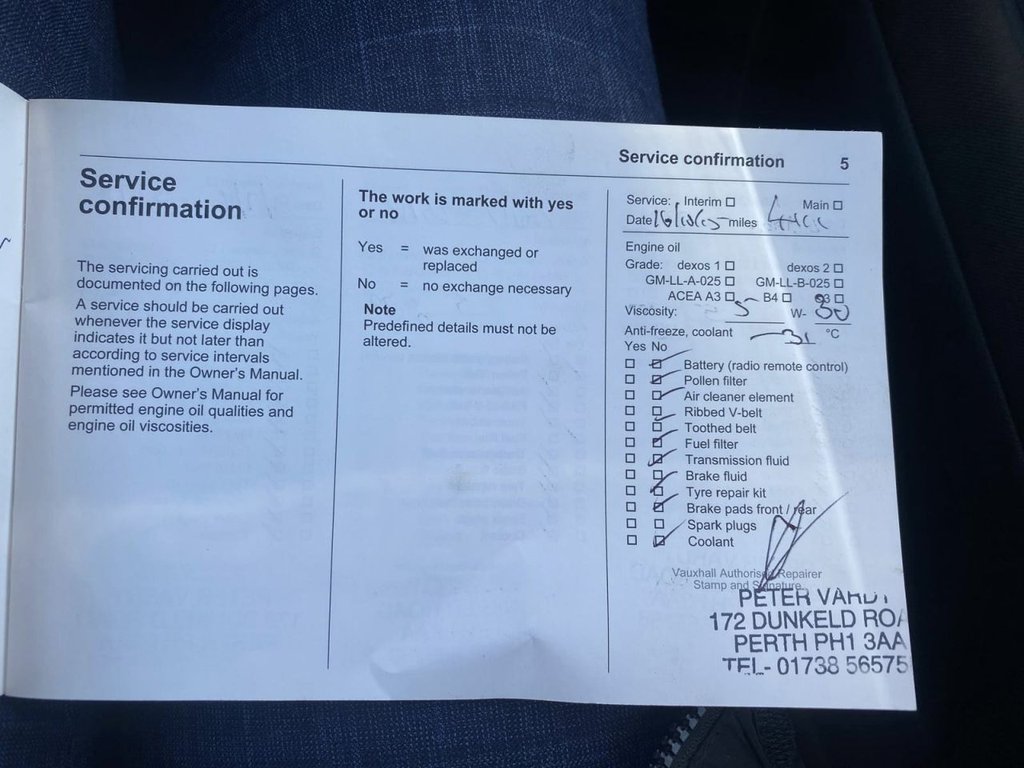 Service confirmation 5
Service
confirmation
The servicing carried out is
documented on the following pages.
A service should be carried out
whenever the service display
indicates it but not later than
according to service intervals
mentioned in the Owner's Manual.
Please see Owner's Manual for
permitted engine oil qualities and
engine oil viscosities.
The work is marked with yes
or no
Yes = was exchanged or
replaced
No = no exchange necessary
Note
Predefined details must not be
altered.
Service: Interim □ Main □
Date 16/10/15 miles
Engine oil
Grade: dexos 1 □ dexos 2 □
GM-LL-A-025 □ GM-LL-B-025 □
ACEA A3 □ B4 □ □
Viscosity: 5 W- 30
Anti-freeze, coolant -31 °C
Yes No
Battery (radio remote control)
Pollen filter
Air cleaner element
Ribbed V-belt
Toothed belt
Fuel filter
Transmission fluid
Brake fluid
Tyre repair kit
Brake pads front / rear
Spark plugs
Coolant
Vauxhall Authorised Repairer
Stamp and Signature
PETER VARDY
172 DUNKELD ROA
PERTH PH1 3AA
TEL- 01738 56575